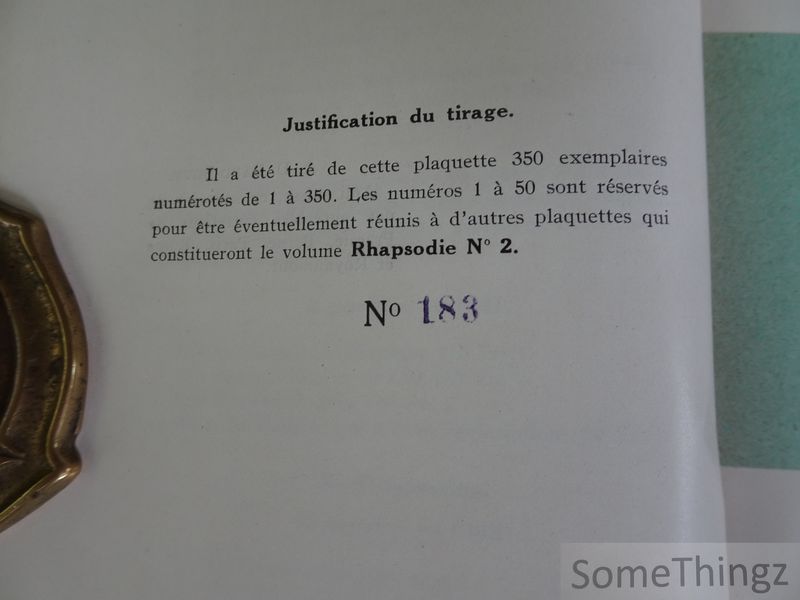 Justification du tirage.
Il a été tiré de cette plaquette 350 exemplaires
numérotés de 1 à 350. Les numéros 1 à 50 sont réservés
pour être éventuellement réunis à d'autres plaquettes qui
constitueront le volume Rhapsodie N° 2.
No 183
SomeThingz